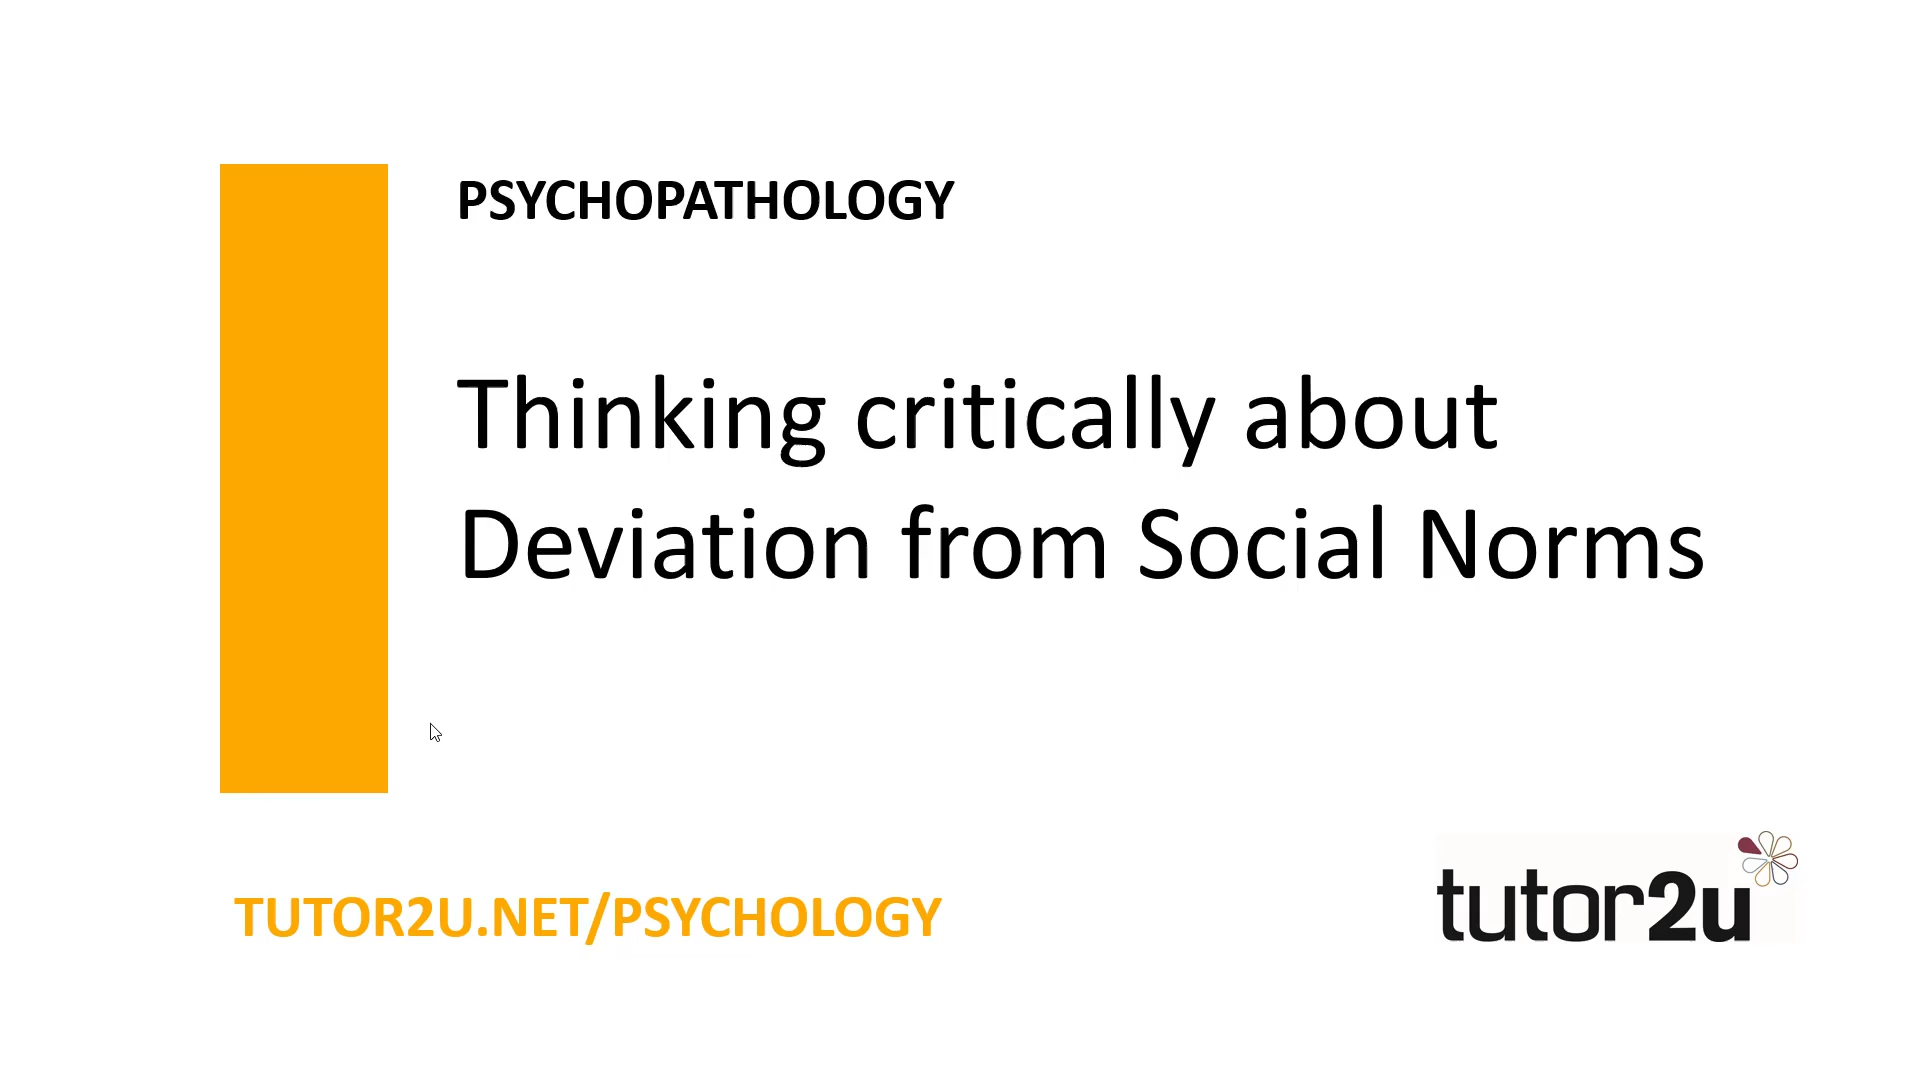 PSYCHOPATHOLOGY
Thinking critically about
Deviation from Social Norms
TUTOR2U.NET/PSYCHOLOGY
tutor2u